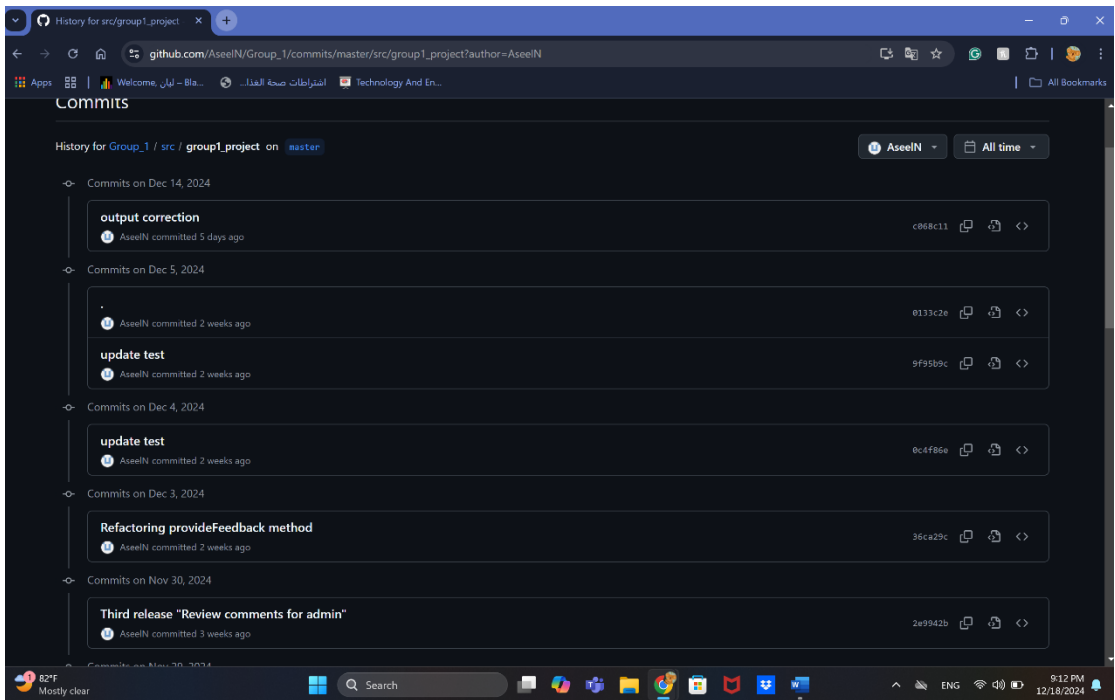 History for src/group1_project
github.com/AseelN/Group_1/commits/master/src/group1_project?author=AseelN
Apps
Welcome, ليان – Bla...
اشتراطات صحة الغذا...
Technology And En...
All Bookmarks
Commits
History for Group_1 / src / group1_project on master
AseelN
All time
Commits on Dec 14, 2024
output correction
AseelN committed 5 days ago
c068c11
Commits on Dec 5, 2024
.
AseelN committed 2 weeks ago
0133c2e
update test
AseelN committed 2 weeks ago
9f95b9c
Commits on Dec 4, 2024
update test
AseelN committed 2 weeks ago
0c4f86e
Commits on Dec 3, 2024
Refactoring provideFeedback method
AseelN committed 2 weeks ago
36ca29c
Commits on Nov 30, 2024
Third release "Review comments for admin"
AseelN committed 3 weeks ago
2e9942b
Commits on Nov 29, 2024
1
82°F
Mostly clear
Search
ENG
9:12 PM
12/18/2024